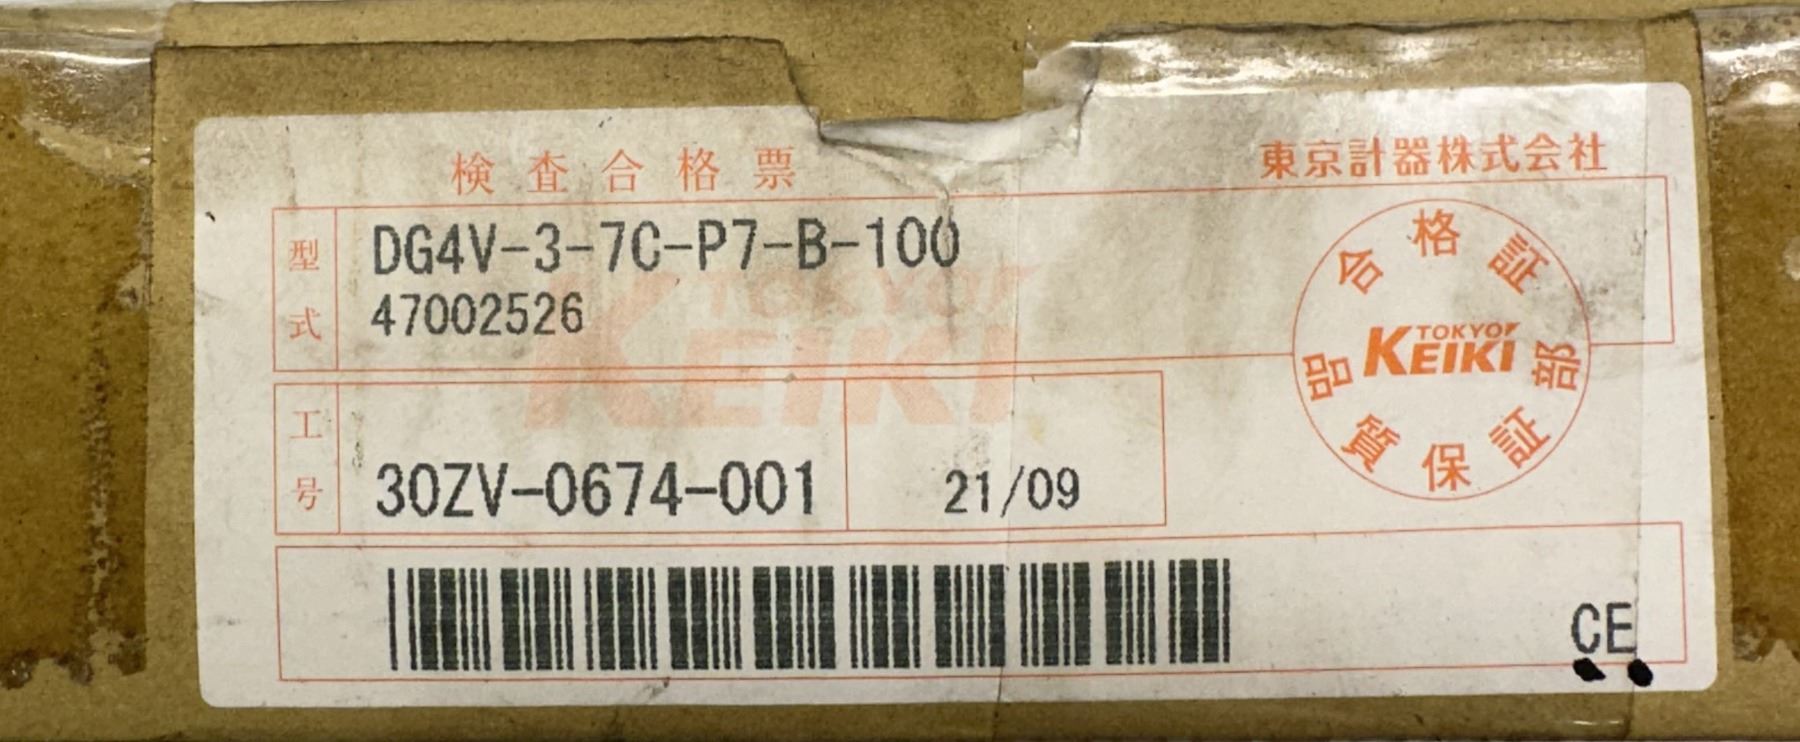 検査合格票
東京計器株式会社
型式
DG4V-3-7C-P7-B-100
47002526
TOKYO
KEIKI
合格証
TOKYO
KEIKI
品質保証部
工号
30ZV-0674-001
21/09
CE